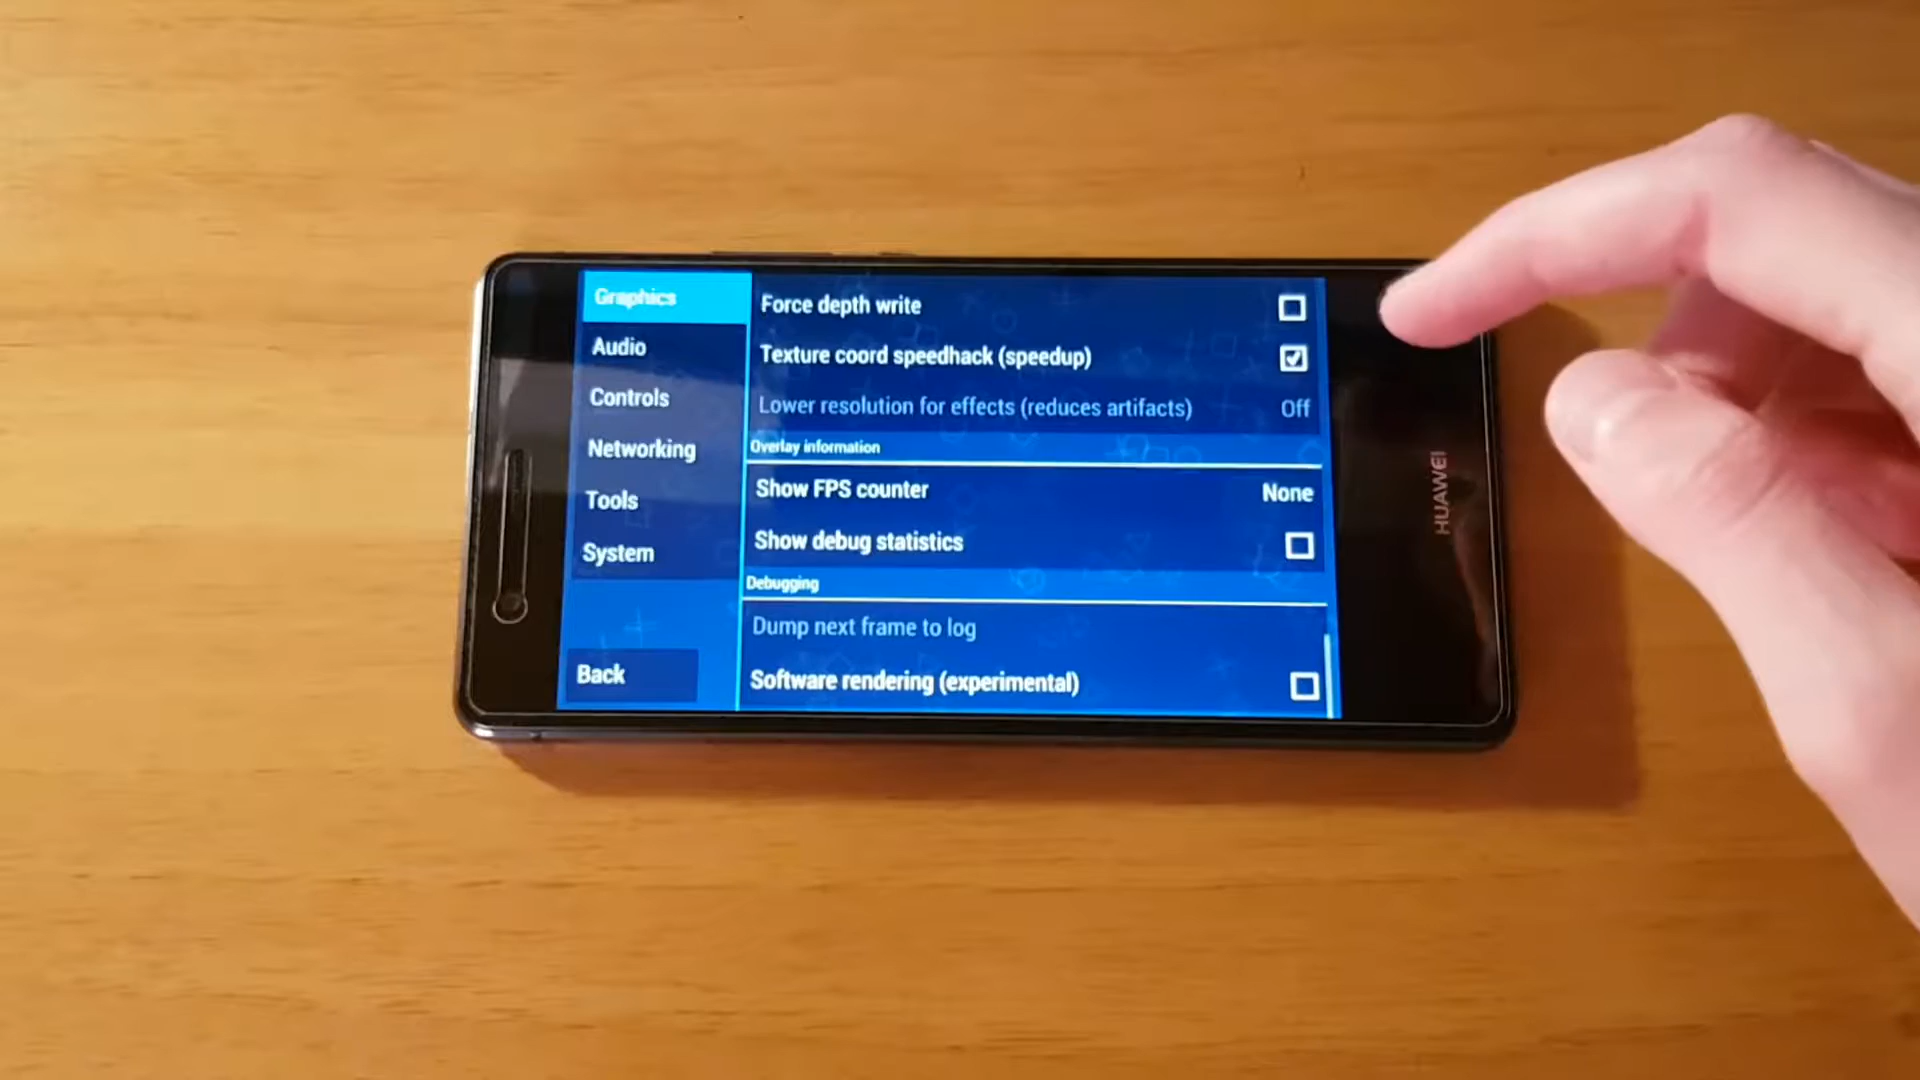 Graphics
Audio
Controls
Networking
Tools
System
Back
Force depth write
Texture coord speedhack (speedup)
Lower resolution for effects (reduces artifacts) Off
Overlay information
Show FPS counter None
Show debug statistics
Debugging
Dump next frame to log
Software rendering (experimental)
HUAWEI